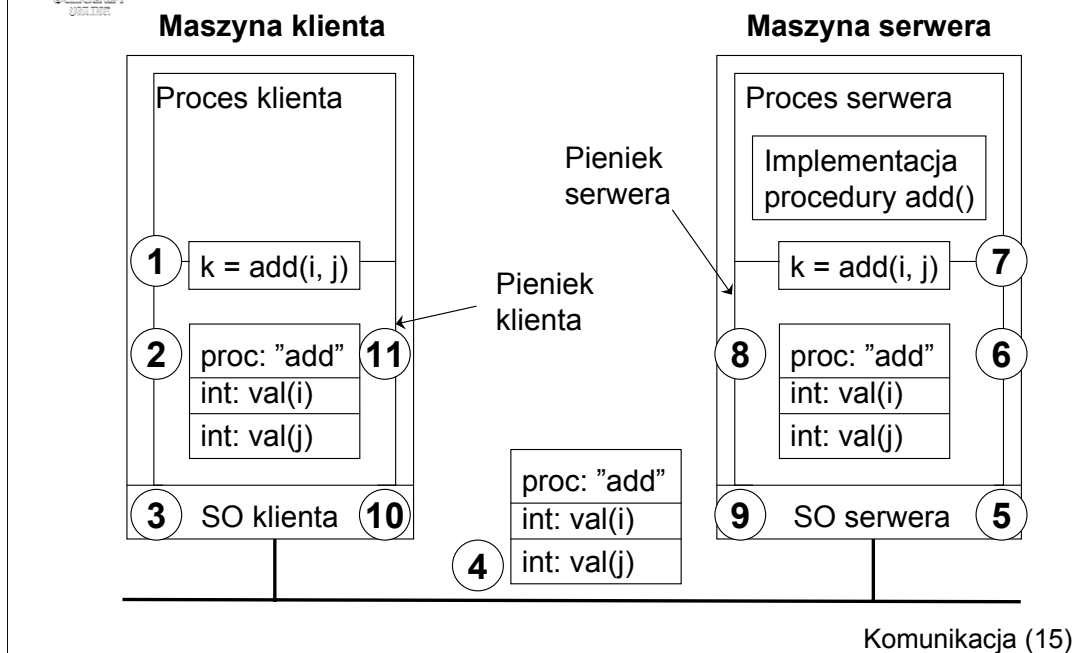 Maszyna klienta
Maszyna serwera
Proces klienta
Proces serwera
Pieniek
serwera
Implementacja
procedury add()
1
k = add(i, j)
k = add(i, j)
7
Pieniek
klienta
2
proc: ”add”
11
8
proc: ”add”
6
int: val(i)
int: val(i)
int: val(j)
int: val(j)
proc: ”add”
3
SO klienta
10
int: val(i)
9
SO serwera
5
4
int: val(j)
Komunikacja (15)